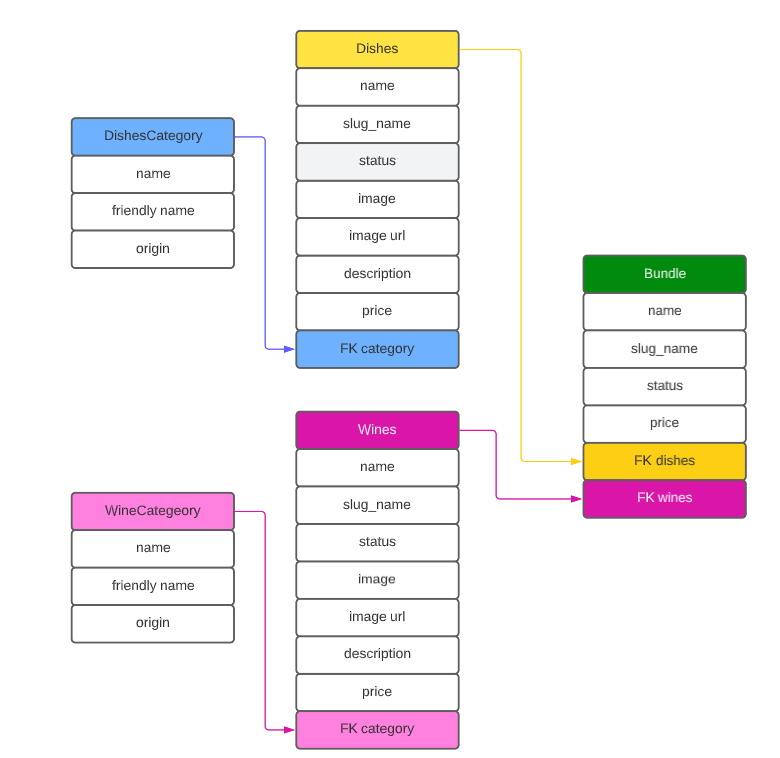 DishesCategory
name
friendly name
origin
Dishes
name
slug_name
status
image
image url
description
price
FK category
WineCategeory
name
friendly name
origin
Wines
name
slug_name
status
image
image url
description
price
FK category
Bundle
name
slug_name
status
price
FK dishes
FK wines